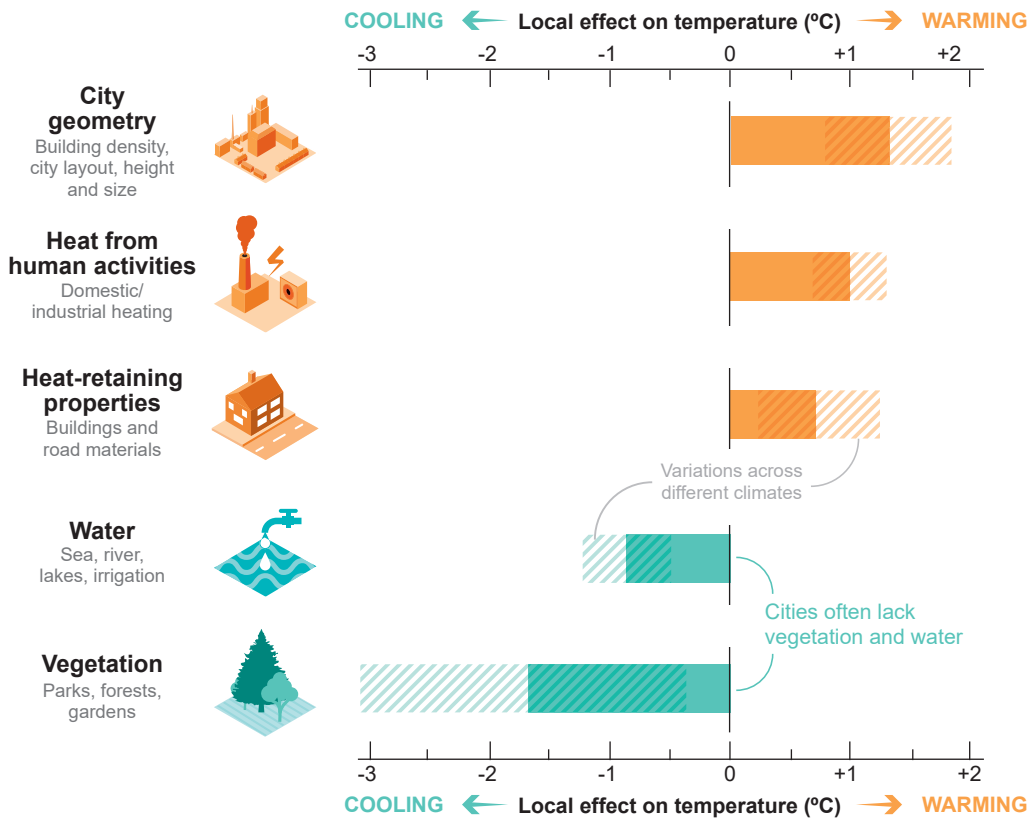 COOLING Local effect on temperature (ºC) WARMING
-3 -2 -1 0 +1 +2
City
geometry
Building density,
city layout, height
and size
Heat from
human activities
Domestic/
industrial heating
Heat-retaining
properties
Buildings and
road materials
Variations across
different climates
Water
Sea, river,
lakes, irrigation
Cities often lack
vegetation and water
Vegetation
Parks, forests,
gardens
-3 -2 -1 0 +1 +2
COOLING Local effect on temperature (ºC) WARMING